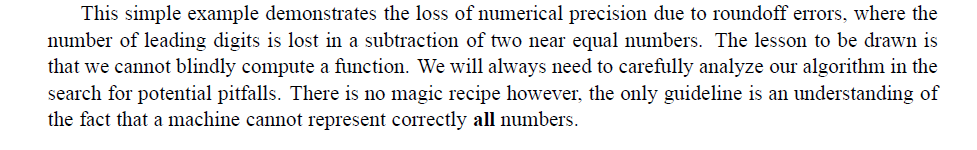 This simple example demonstrates the loss of numerical precision due to roundoff errors, where the
number of leading digits is lost in a subtraction of two near equal numbers. The lesson to be drawn is
that we cannot blindly compute a function. We will always need to carefully analyze our algorithm in the
search for potential pitfalls. There is no magic recipe however, the only guideline is an understanding of
the fact that a machine cannot represent correctly all numbers.